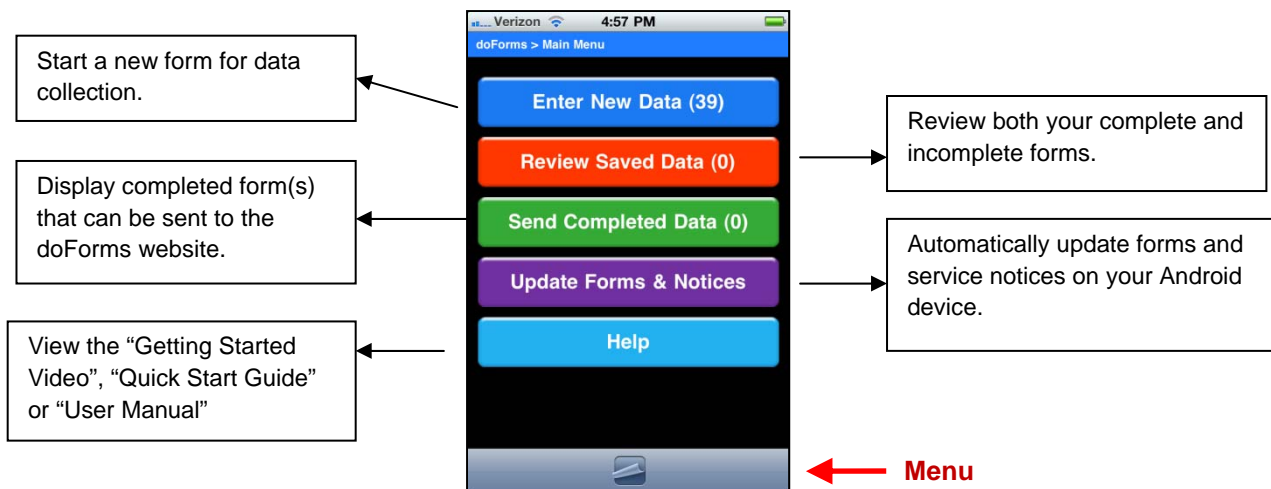 Verizon 4:57 PM
doForms > Main Menu
Start a new form for data
collection.
Enter New Data (39)
Review both your complete and
incomplete forms.
Review Saved Data (0)
Display completed form(s)
that can be sent to the
doForms website.
Send Completed Data (0)
Automatically update forms and
service notices on your Android
device.
Update Forms & Notices
View the “Getting Started
Video”, “Quick Start Guide”
or “User Manual”
Help
Menu